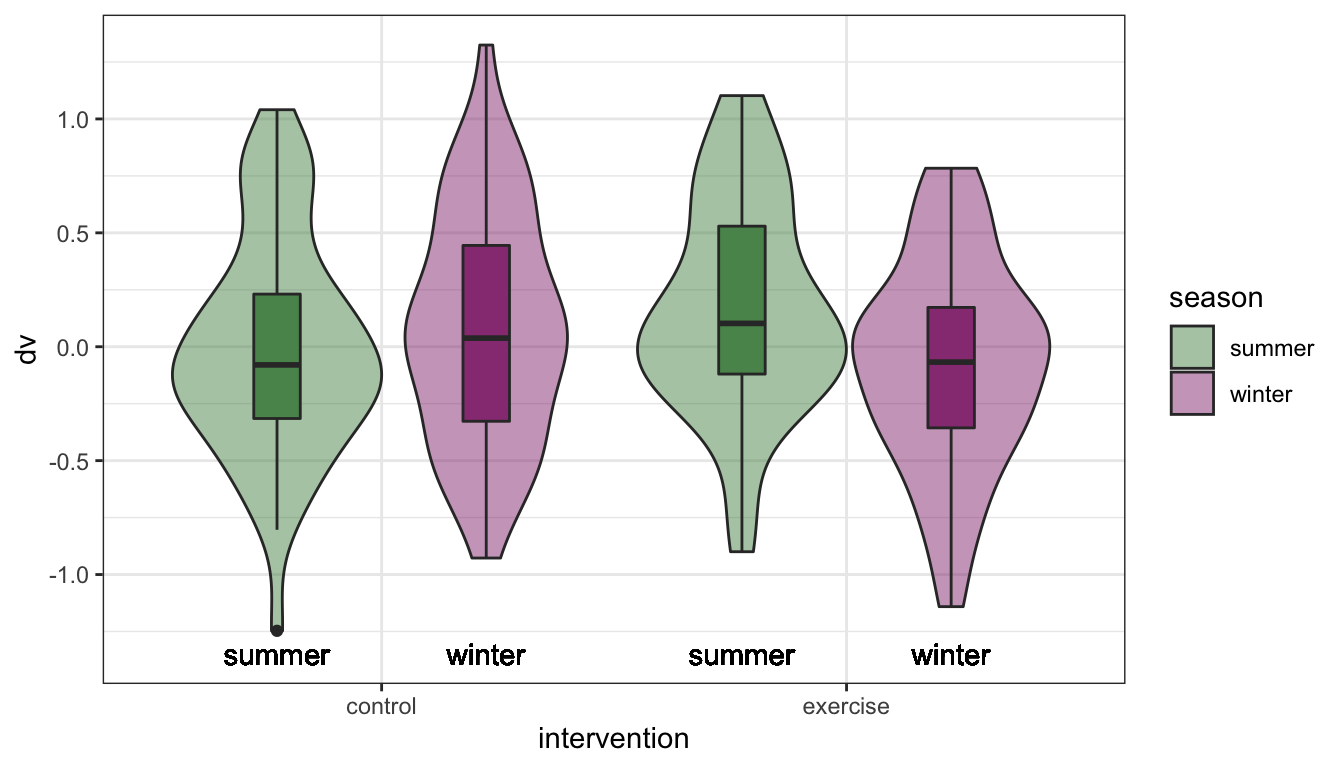 1.0
0.5
0.0
-0.5
-1.0
dv
summer winter summer winter
control exercise
intervention
season
summer
winter